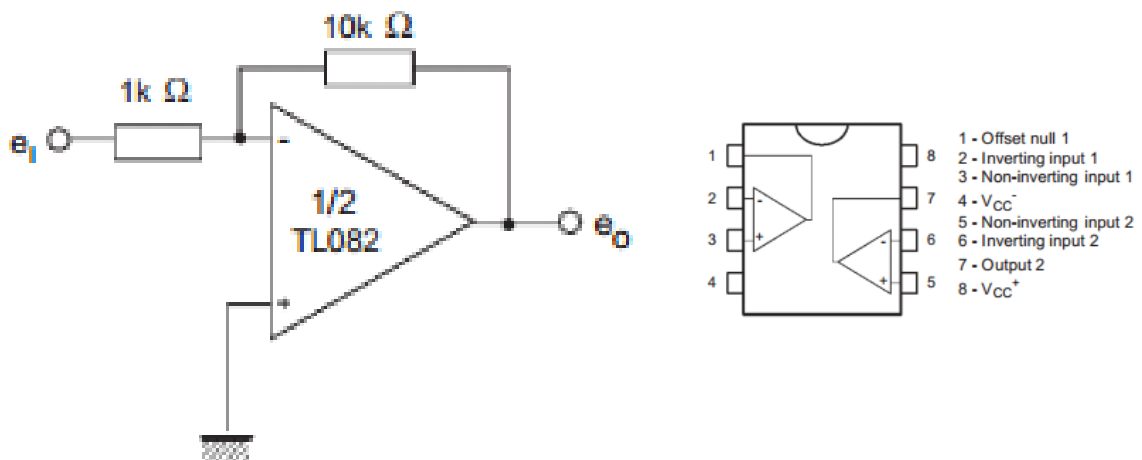 10k Ω
1k Ω
eI
-
1/2
TL082
eo
+
1
2
3
4
-
+
-
+
8
7
6
5
1 - Offset null 1
2 - Inverting input 1
3 - Non-inverting input 1
4 - VCC-
5 - Non-inverting input 2
6 - Inverting input 2
7 - Output 2
8 - VCC+